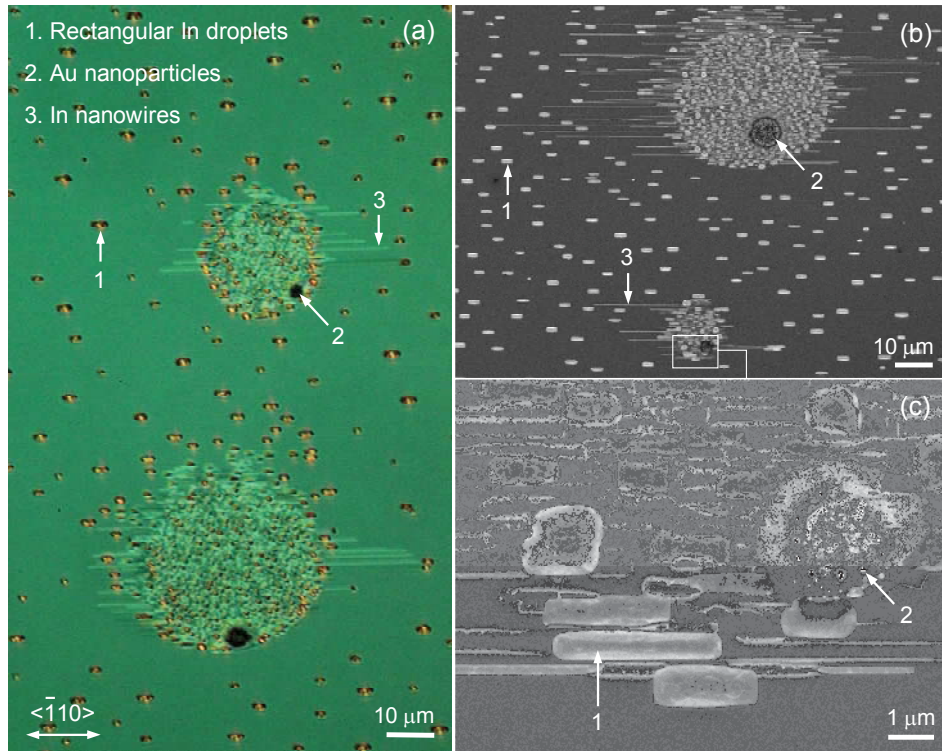 (a)
1. Rectangular In droplets
2. Au nanoparticles
3. In nanowires
3
1
2
<1̄10>
10 μm
(b)
2
1
3
10 μm
(c)
2
1
1 μm